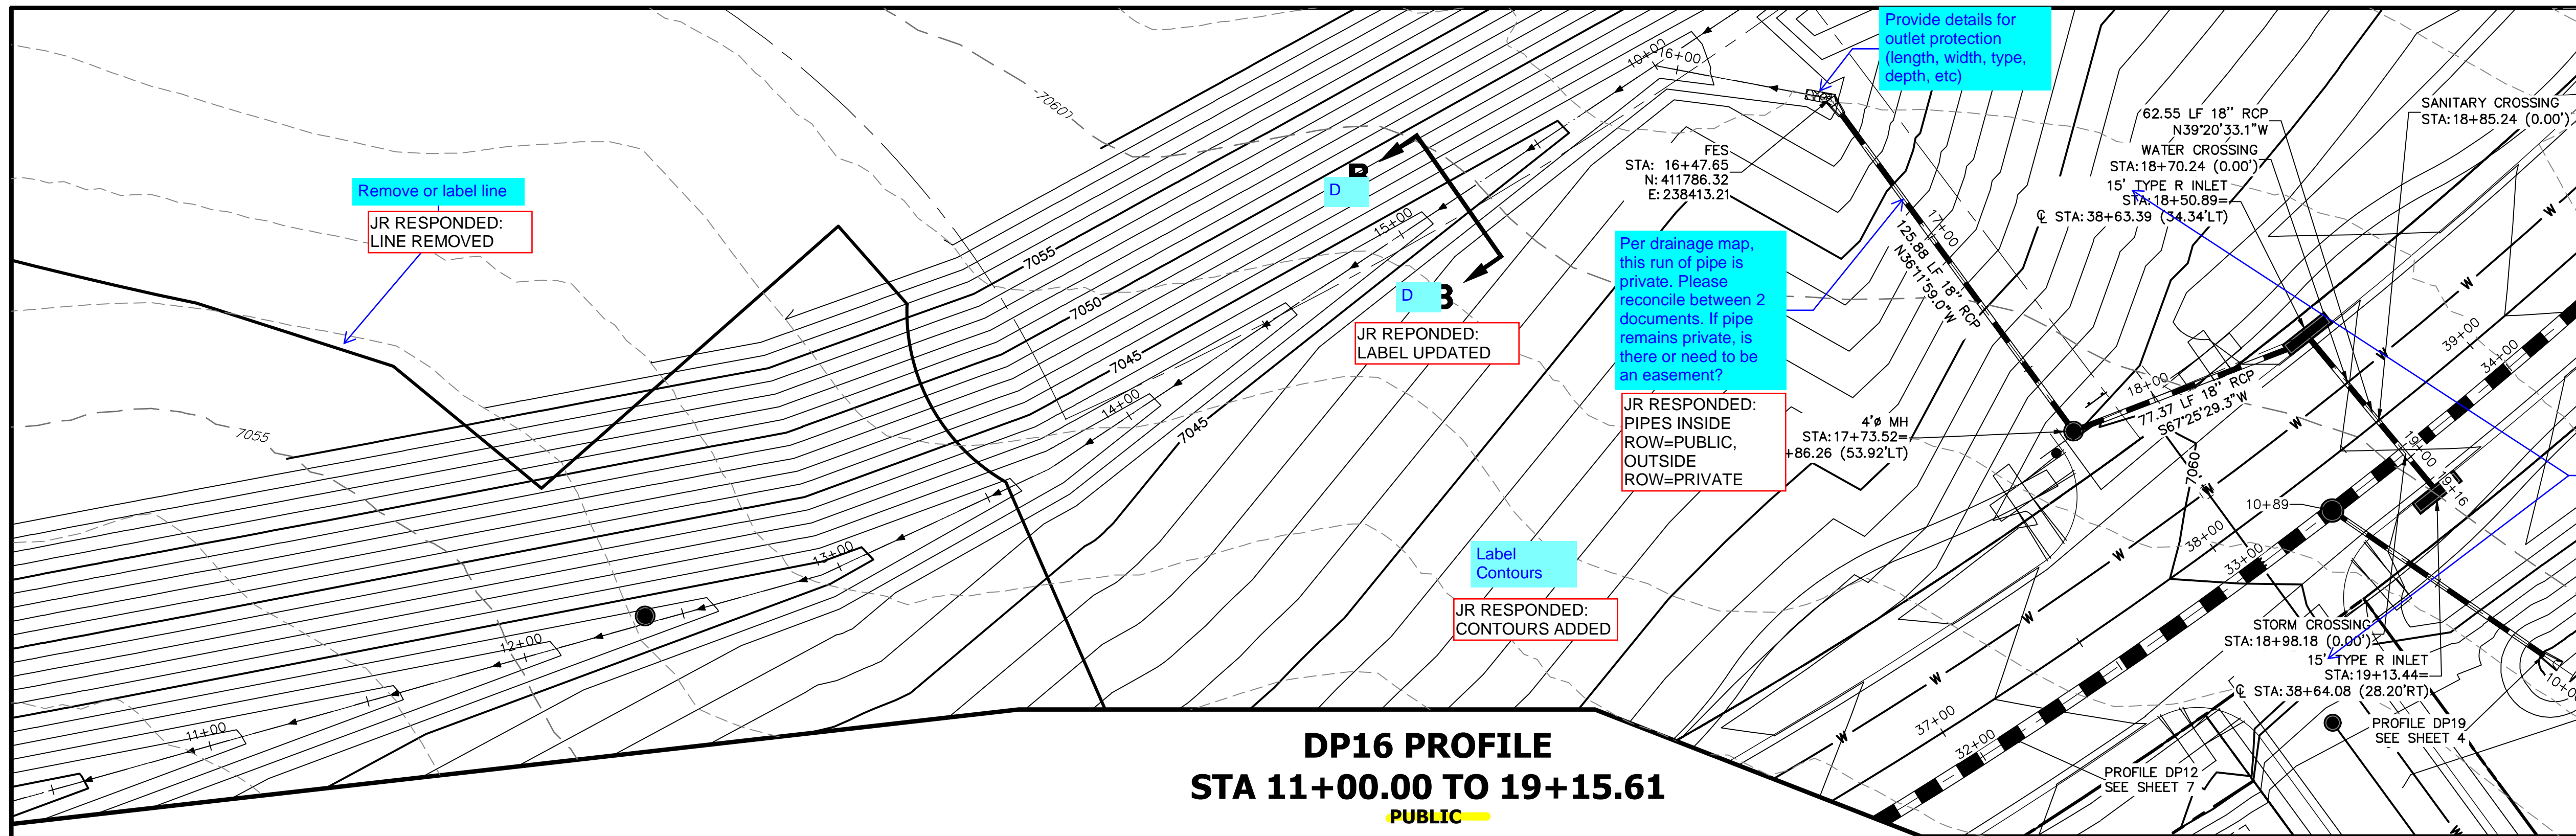 Provide details for
outlet protection
(length, width, type,
depth, etc)
10+00
16+00
7060
62.55 LF 18" RCP
N39°20'33.1"W
WATER CROSSING
STA:18+70.24 (0.00')
15' TYPE R INLET
STA:18+50.89=
℄ STA:38+63.39 (34.34'LT)
SANITARY CROSSING
STA:18+85.24 (0.00')
FES
STA: 16+47.65
N: 411786.32
E: 238413.21
Remove or label line
JR RESPONDED:
LINE REMOVED
D
D
B
15+00
JR REPONDED:
LABEL UPDATED
Per drainage map,
this run of pipe is
private. Please
reconcile between 2
documents. If pipe
remains private, is
there or need to be
an easement?
JR RESPONDED:
PIPES INSIDE
ROW=PUBLIC,
OUTSIDE
ROW=PRIVATE
17+00
125.88 LF 18" RCP
N36°11'59.0"W
7055
7050
7045
14+00
7045
7055
18+00
77.37 LF 18" RCP
S67°25'29.3"W
4'ø MH
STA:17+73.52=
+86.26 (53.92'LT)
7060
39+00
34+00
19+00
19+16
10+89
38+00
33+00
W
W
W
W
W
W
W
W
W
W
13+00
12+00
11+00
Label
Contours
JR RESPONDED:
CONTOURS ADDED
STORM CROSSING
STA:18+98.18 (0.00')
15' TYPE R INLET
STA:19+13.44=
℄ STA:38+64.08 (28.20'RT)
37+00
32+00
PROFILE DP19
SEE SHEET 4
PROFILE DP12
SEE SHEET 7
DP16 PROFILE
STA 11+00.00 TO 19+15.61
PUBLIC